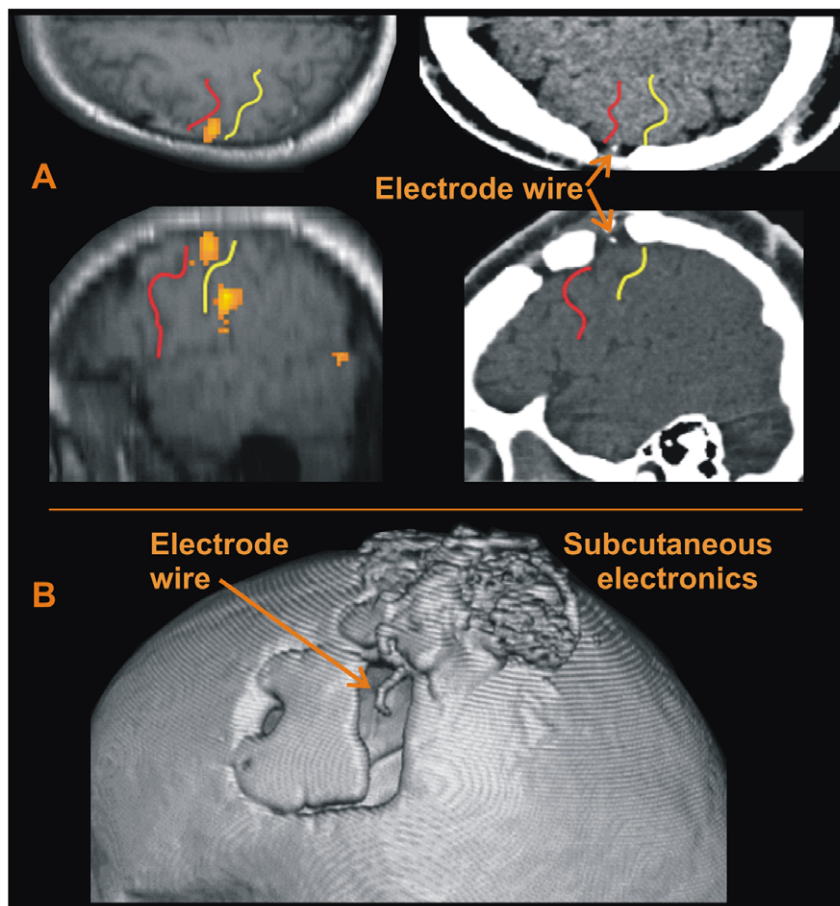 A
Electrode wire
Electrode
wire
Subcutaneous
electronics
B